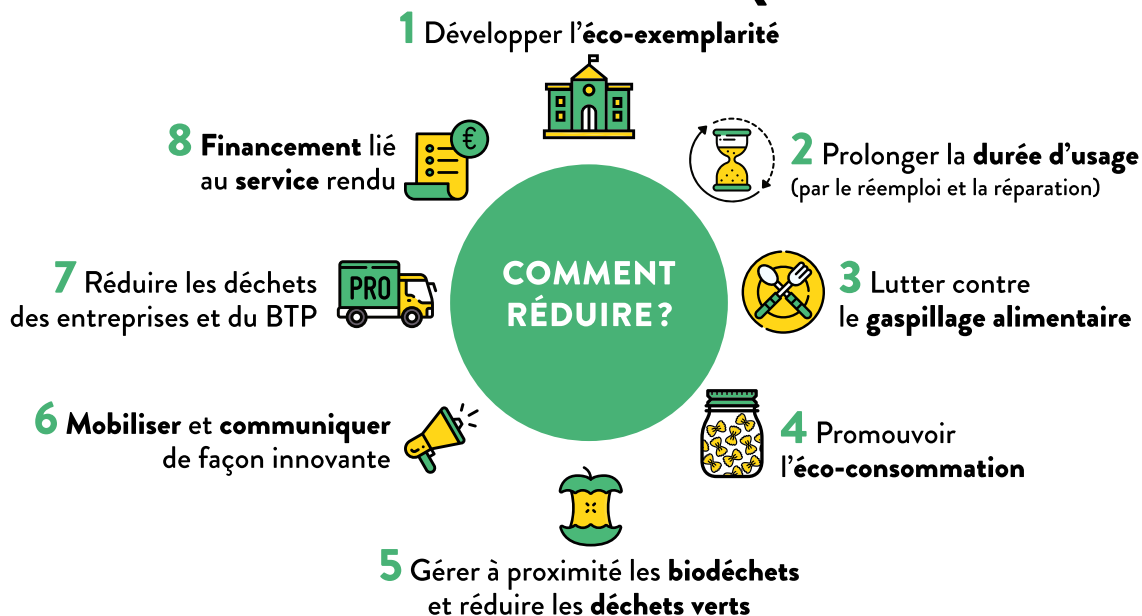 1 Développer l'éco-exemplarité
2 Prolonger la durée d'usage
(par le réemploi et la réparation)
3 Lutter contre
le gaspillage alimentaire
4 Promouvoir
l'éco-consommation
5 Gérer à proximité les biodéchets
et réduire les déchets verts
6 Mobiliser et communiquer
de façon innovante
7 Réduire les déchets
des entreprises et du BTP
PRO
8 Financement lié
au service rendu
€
COMMENT
RÉDUIRE ?